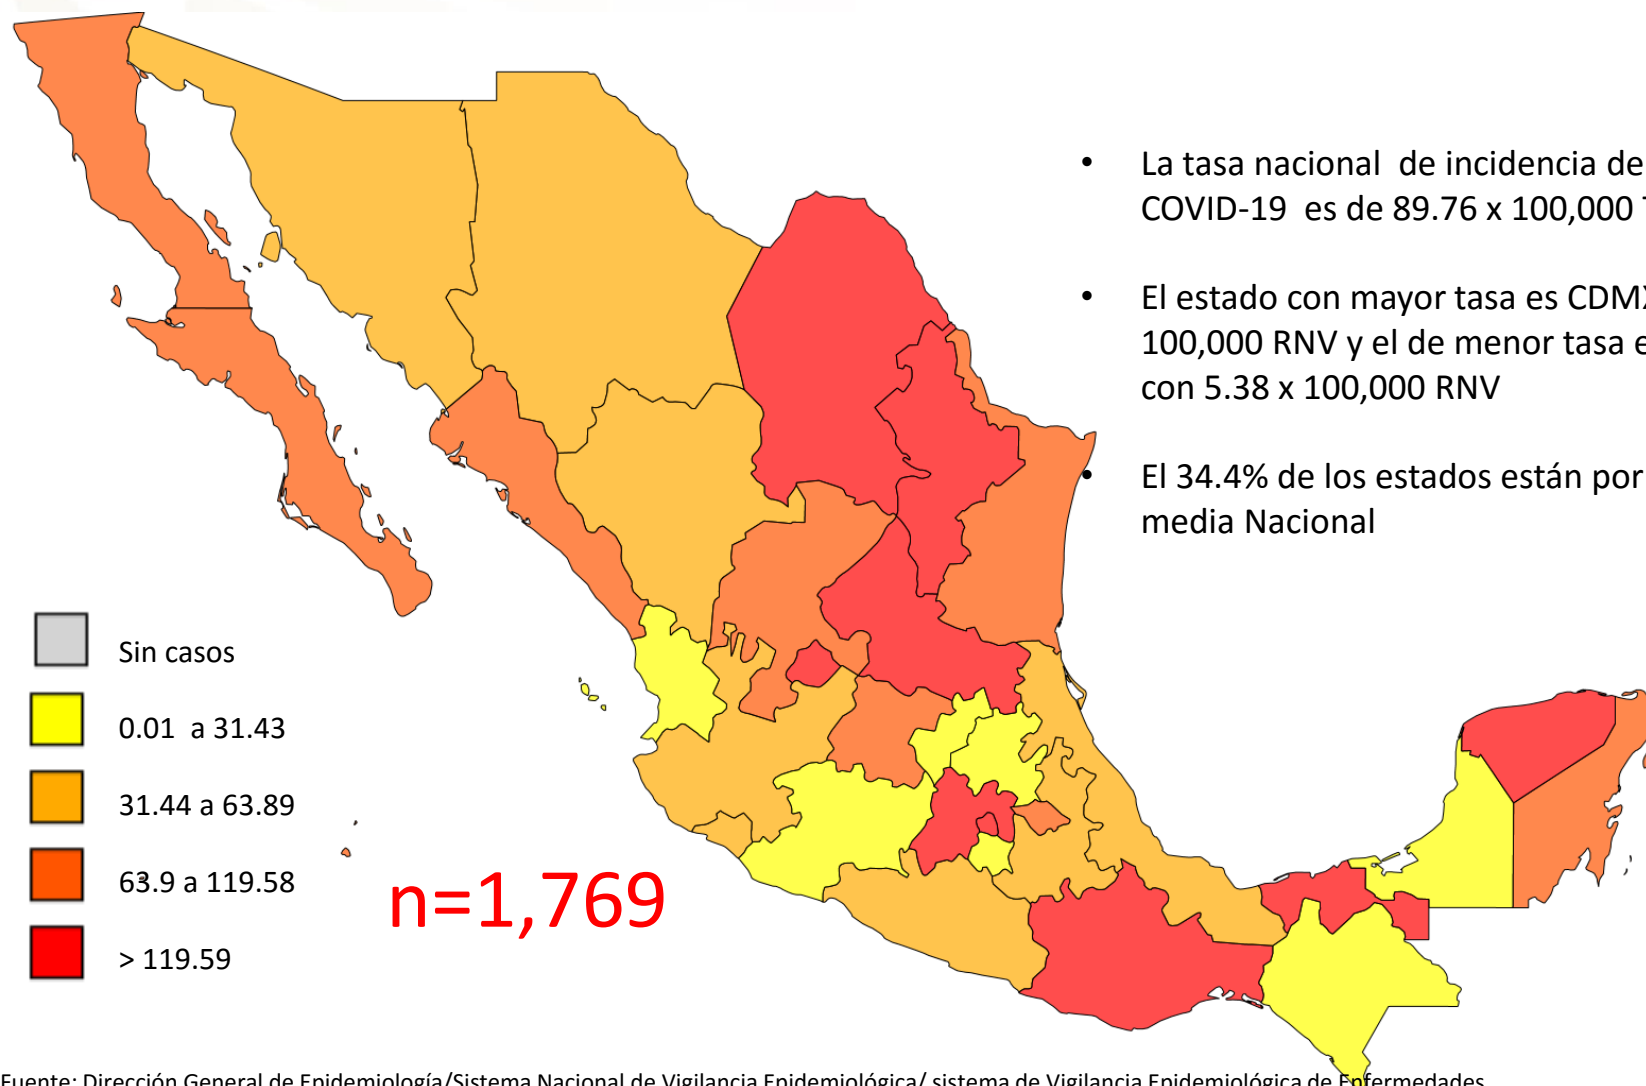 La tasa nacional de incidencia de
COVID-19 es de 89.76 x 100,000
El estado con mayor tasa es CDMX
100,000 RNV y el de menor tasa e
con 5.38 x 100,000 RNV
El 34.4% de los estados están por
media Nacional
Sin casos
0.01 a 31.43
31.44 a 63.89
63.9 a 119.58
> 119.59
n=1,769
Fuente: Dirección General de Epidemiología/Sistema Nacional de Vigilancia Epidemiológica/ sistema de Vigilancia Epidemiológica de Enfermedades